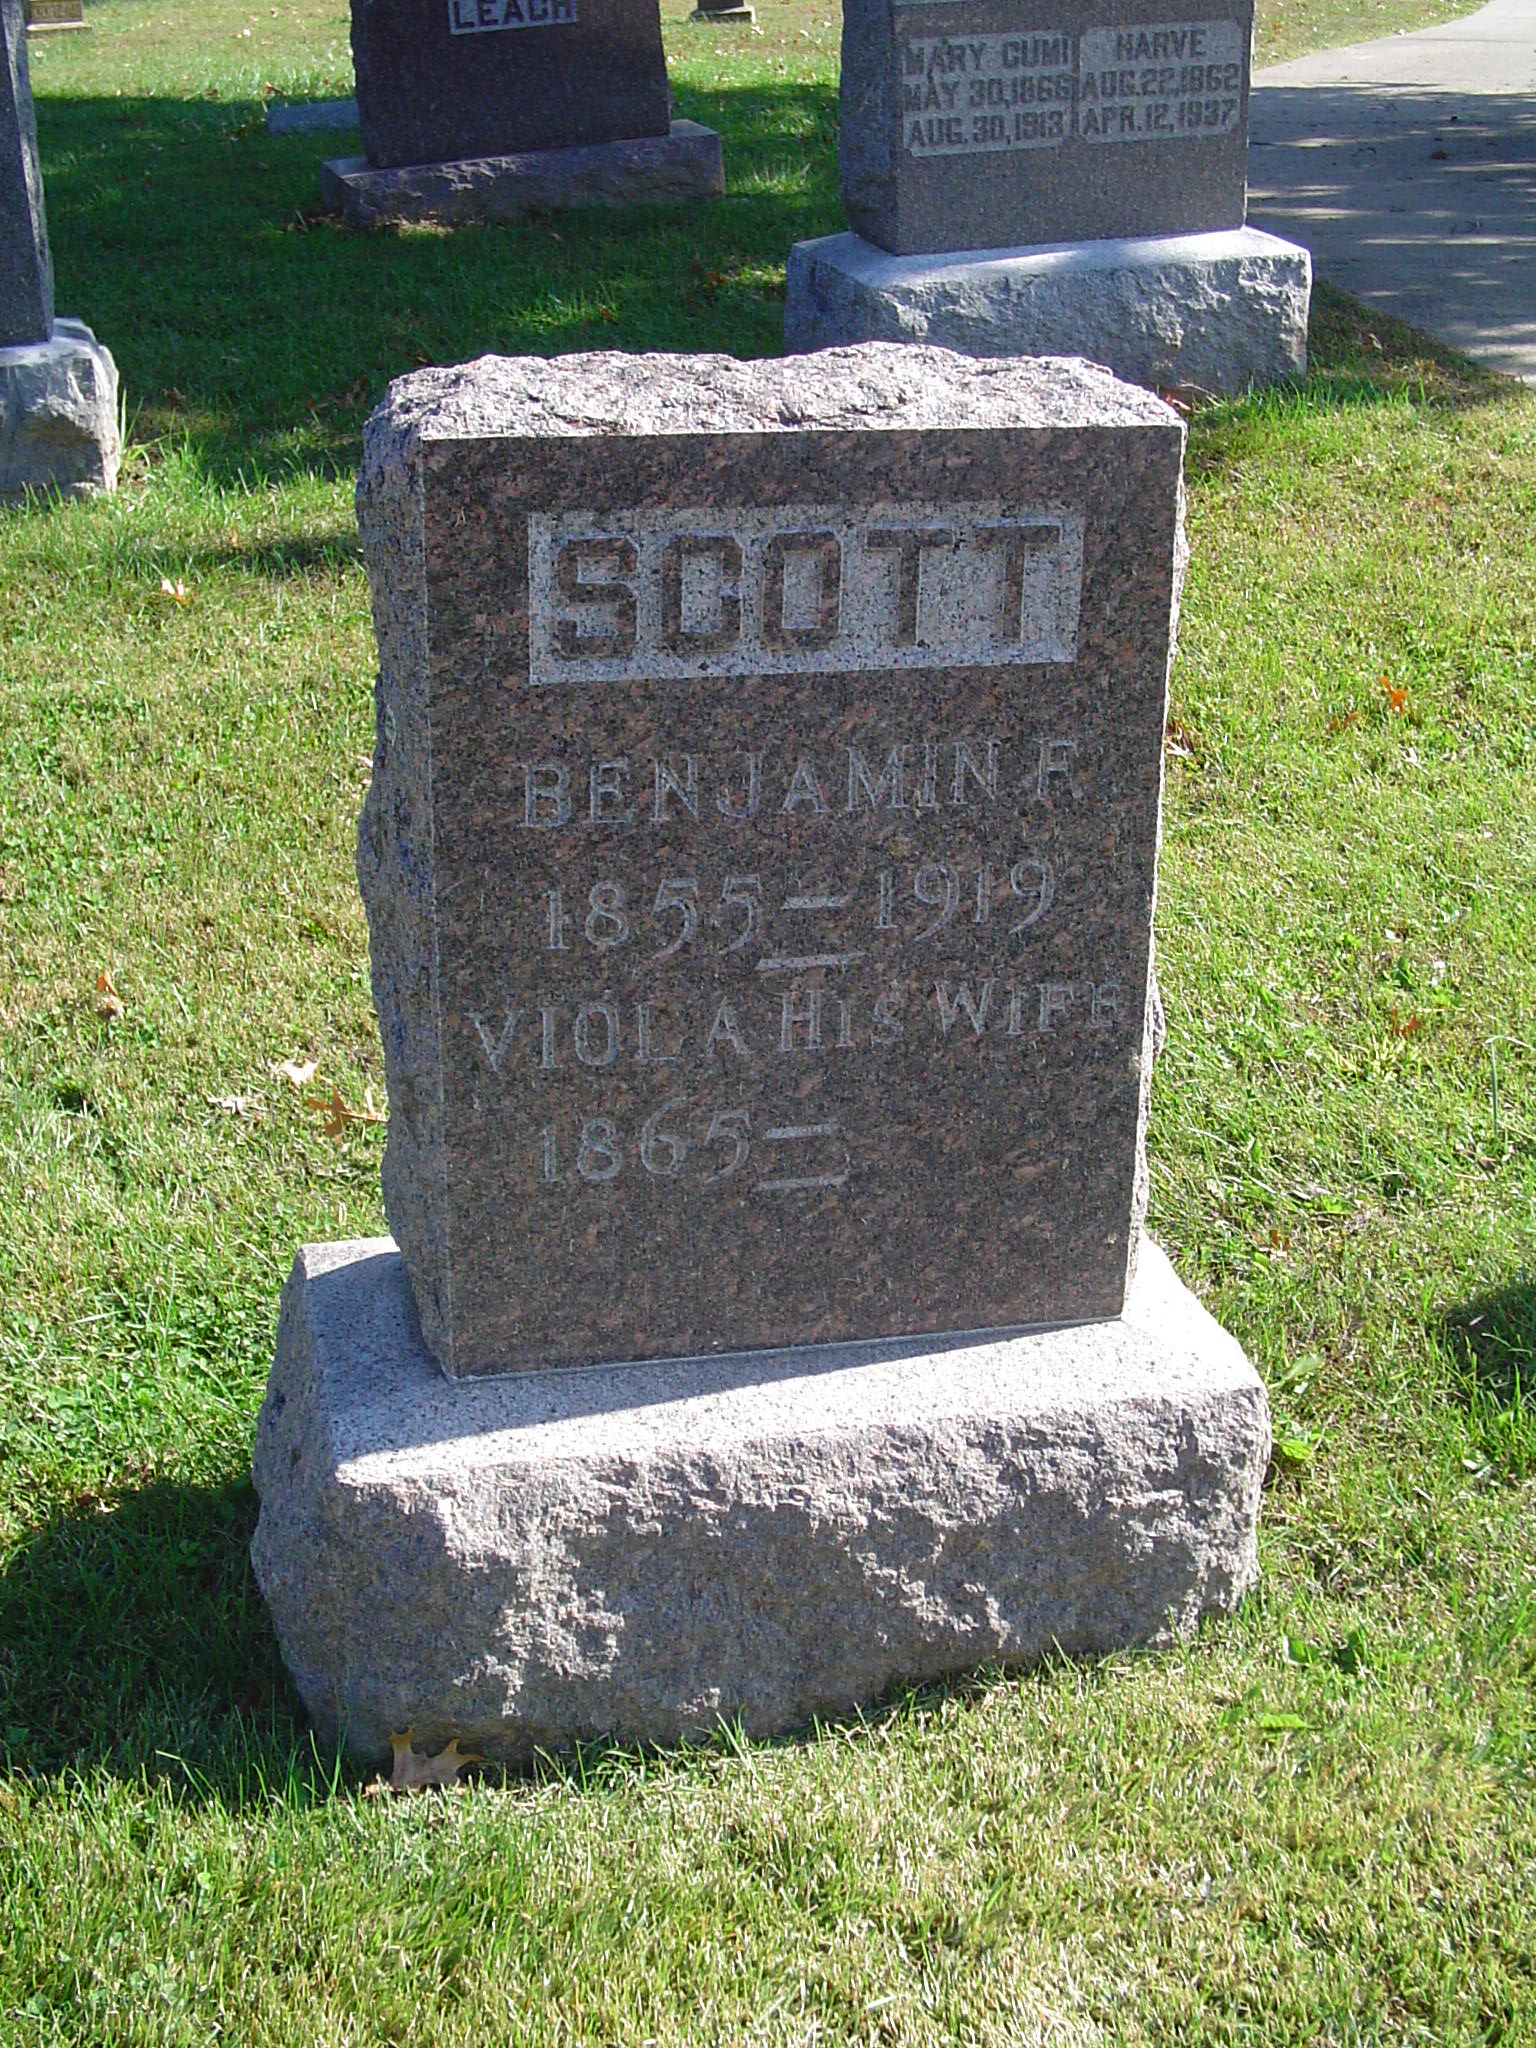 LEACH
MARY CUMI
MAY 30, 1866
AUG. 30, 1913
HARVE
AUG. 22, 1862
APR. 12, 1937
SCOTT
BENJAMIN F.
1855 – 1919
VIOLA HIS WIFE
1865 –